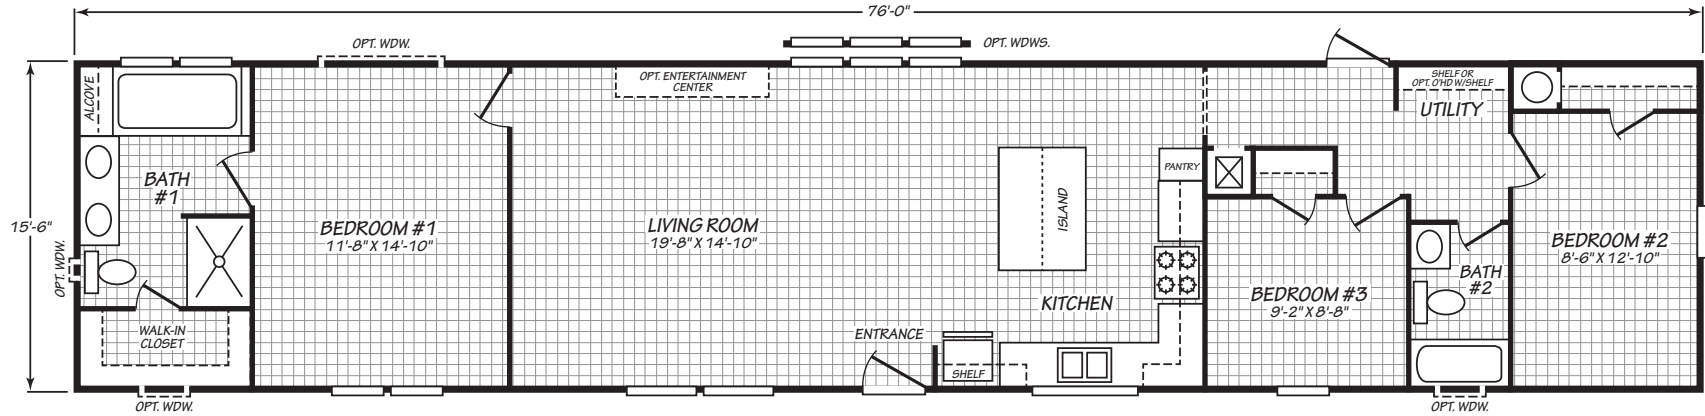 76'-0"
OPT. WDW.
OPT. WDWS.
ALCOVE
OPT. ENTERTAINMENT
CENTER
SHELF OR
OPT. O'HD W/SHELF
UTILITY
BATH
#1
PANTRY
ISLAND
15'-6"
BEDROOM #1
11'-8" X 14'-10"
LIVING ROOM
19'-8" X 14'-10"
BEDROOM #2
8'-6" X 12'-10"
OPT. WDW.
BATH
#2
BEDROOM #3
9'-2" X 8'-8"
KITCHEN
WALK-IN
CLOSET
ENTRANCE
SHELF
OPT. WDW.
OPT. WDW.